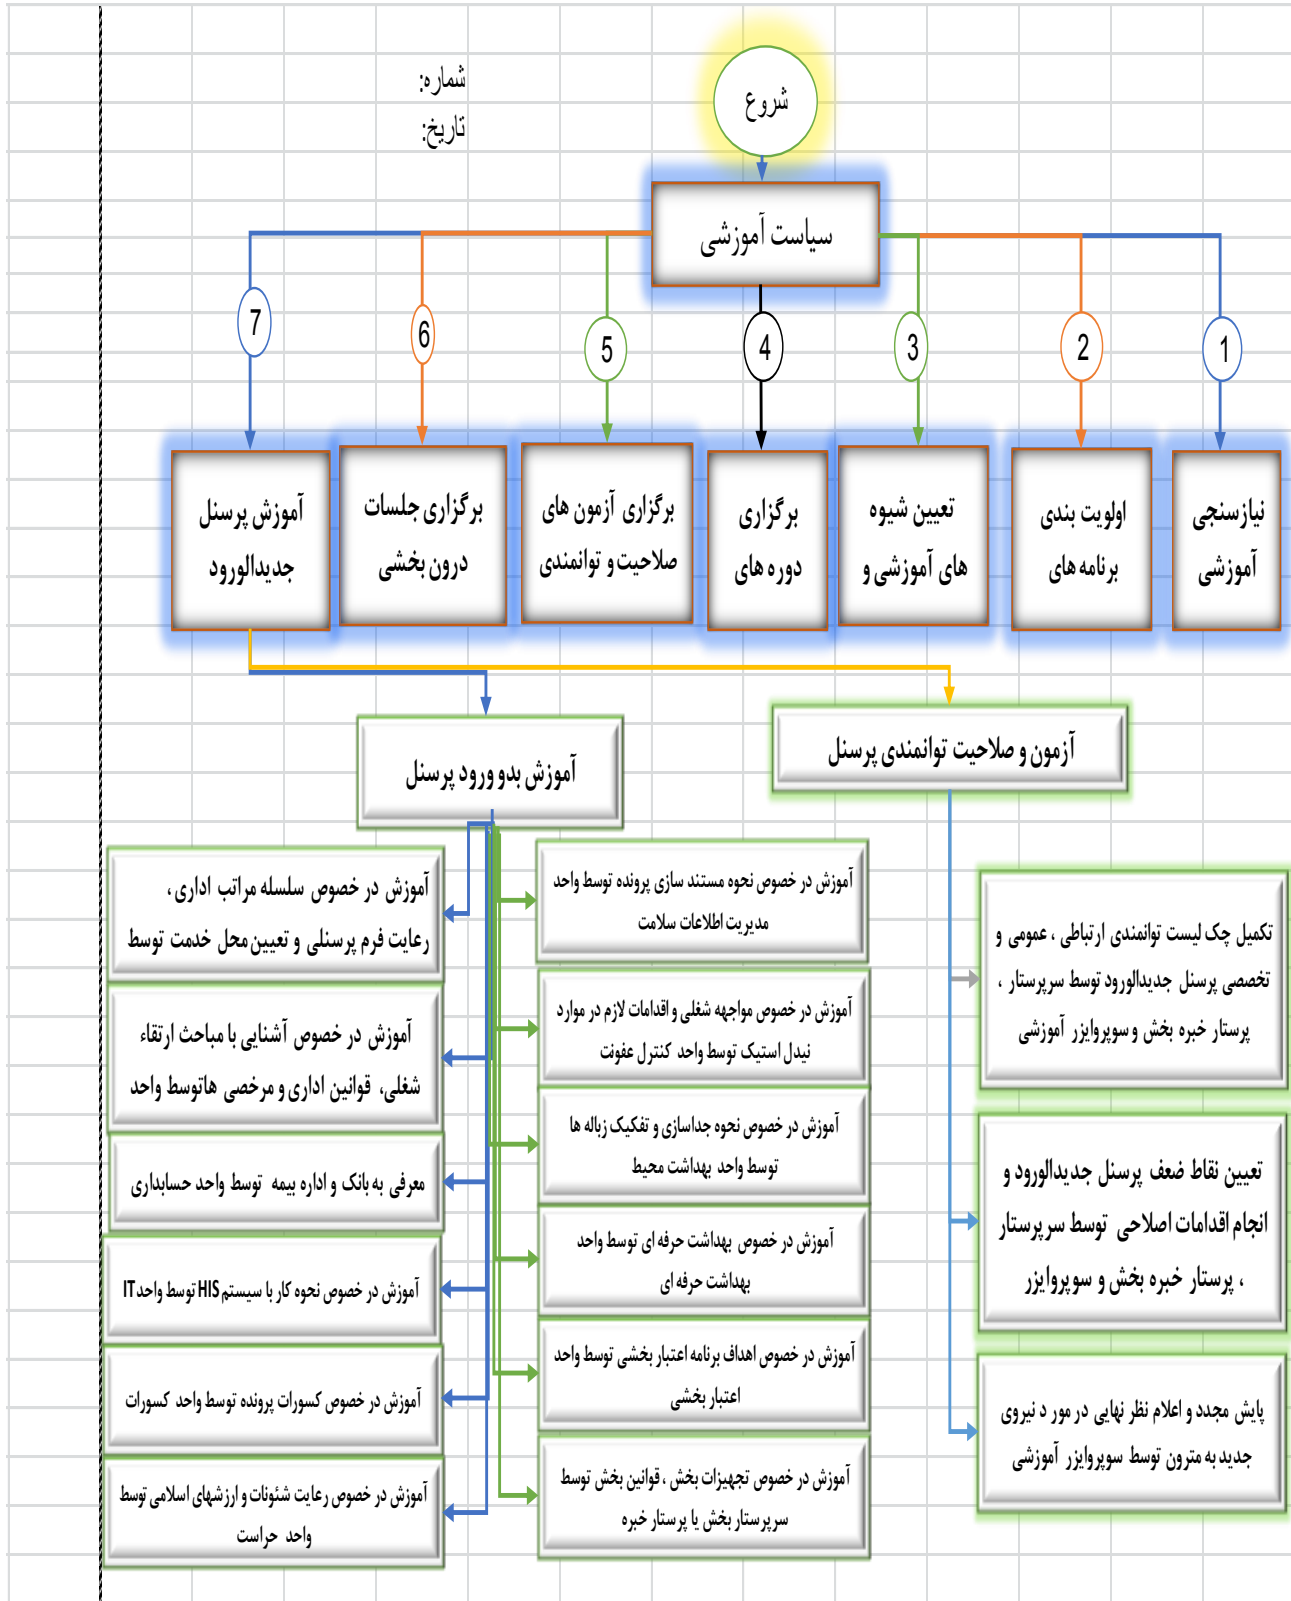 شماره:
تاریخ:
شروع
سیاست آموزشی
1
2
3
4
5
6
7
نیازسنجی
آموزشی
اولویت بندی
برنامه های
تعیین شیوه
های آموزشی و
برگزاری
دوره های
برگزاری آزمون های
صلاحیت و توانمندی
برگزاری جلسات
درون بخشی
آموزش پرسنل
جدیدالورود
آزمون و صلاحیت توانمندی پرسنل
آموزش بدو ورود پرسنل
تکمیل چک لیست توانمندی ارتباطی ، عمومی و
تخصصی پرسنل جدیدالورود توسط سرپرستار ،
پرستار خبره بخش و سوپروایزر آموزشی
تعیین نقاط ضعف پرسنل جدیدالورود و
انجام اقدامات اصلاحی توسط سرپرستار
، پرستار خبره بخش و سوپروایزر
پایش مجدد و اعلام نظر نهایی در مور د نیروی
جدید به مترون توسط سوپروایزر آموزشی
آموزش در خصوص نحوه مستند سازی پرونده توسط واحد
مدیریت اطلاعات سلامت
آموزش در خصوص مواجهه شغلی و اقدامات لازم در موارد
نیدل استیک توسط واحد کنترل عفونت
آموزش در خصوص نحوه جداسازی و تفکیک زباله ها
توسط واحد بهداشت محیط
آموزش در خصوص بهداشت حرفه ای توسط واحد
بهداشت حرفه ای
آموزش در خصوص اهداف برنامه اعتبار بخشی توسط واحد
اعتبار بخشی
آموزش در خصوص تجهیزات بخش ، قوانین بخش توسط
سرپرستار بخش یا پرستار خبره
آموزش در خصوص سلسله مراتب اداری ،
رعایت فرم پرسنلی و تعیین محل خدمت توسط
آموزش در خصوص آشنایی با مباحث ارتقاء
شغلی، قوانین اداری و مرخصی هاتوسط واحد
معرفی به بانک و اداره بیمه توسط واحد حسابداری
آموزش در خصوص نحوه کار با سیستم HIS توسط واحد IT
آموزش در خصوص کسورات پرونده توسط واحد کسورات
آموزش در خصوص رعایت شئونات و ارزشهای اسلامی توسط
واحد حراست